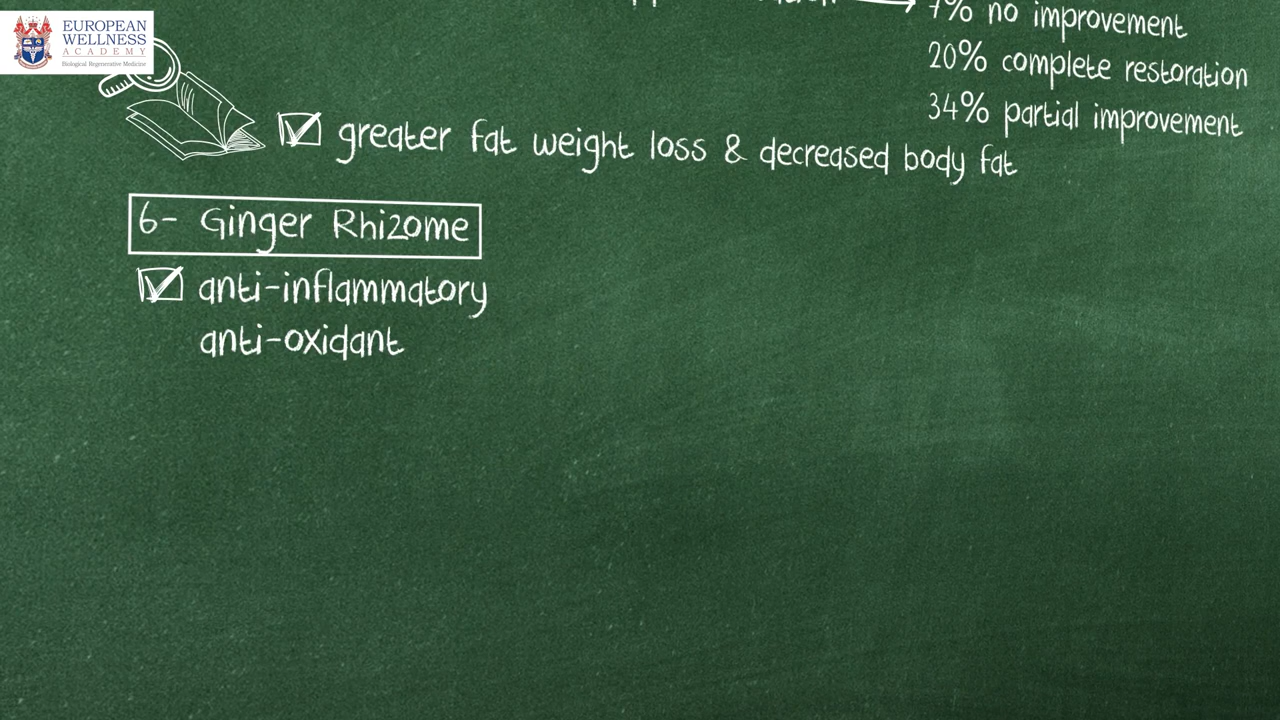 EUROPEAN
WELLNESS
ACADEMY
Biological Regenerative Medicine
7% no improvement
20% complete restoration
34% partial improvement
greater fat weight loss & decreased body fat
6- Ginger Rhizome
anti-inflammatory
anti-oxidant